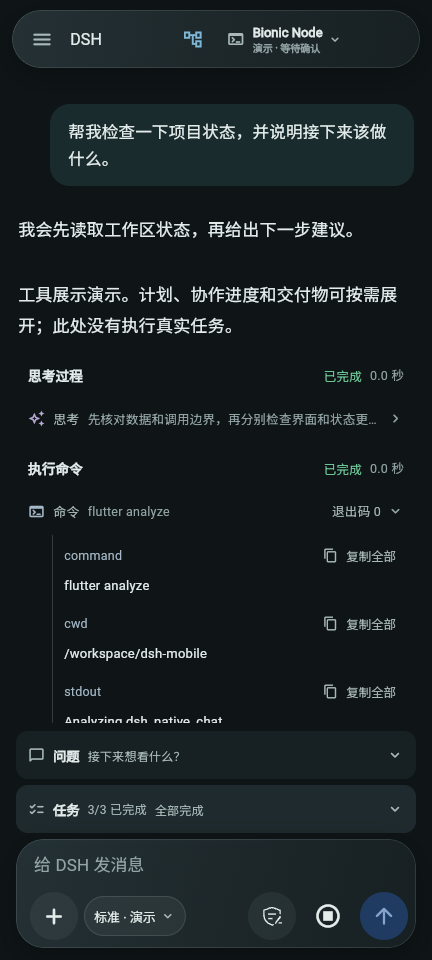 DSH
Bionic Node
演示 · 等待确认
帮我检查一下项目状态，并说明接下来该做
什么。
我会先读取工作区状态，再给出下一步建议。
工具展示演示。计划、协作进度和交付物可按需展
开；此处没有执行真实任务。
思考过程 已完成 0.0 秒
思考 先核对数据和调用边界，再分别检查界面和状态更…
执行命令 已完成 0.0 秒
命令 flutter analyze 退出码 0
command 复制全部
flutter analyze
cwd 复制全部
/workspace/dsh-mobile
stdout 复制全部
Analyzing dsh_native_chat
问题 接下来想看什么？
任务 3/3 已完成 全部完成
给 DSH 发消息
标准 · 演示